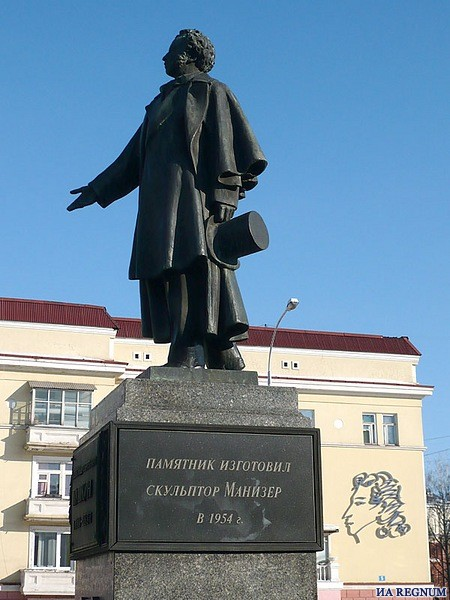 ПАМЯТНИК ИЗГОТОВИЛ
СКУЛЬПТОР МАНИЗЕР
В 1954 г.
ИА REGNUM